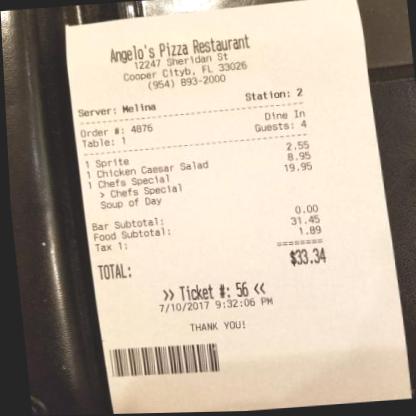 Angelo's Pizza Restaurant
12247 Sheridan St
Cooper Cityb, FL 33026
(954) 893-2000
Server: Melina Station: 2
Order #: 4876 Dine In
Table: 1 Guests: 4
1 Sprite 2.55
1 Chicken Caesar Salad 8.95
1 Chefs Special 19.95
> Chefs Special
Soup of Day
Bar Subtotal: 0.00
Food Subtotal: 31.45
Tax 1: 1.89
========
TOTAL: $33.34
>> Ticket #: 56 <<
7/10/2017 9:32:06 PM
THANK YOU!